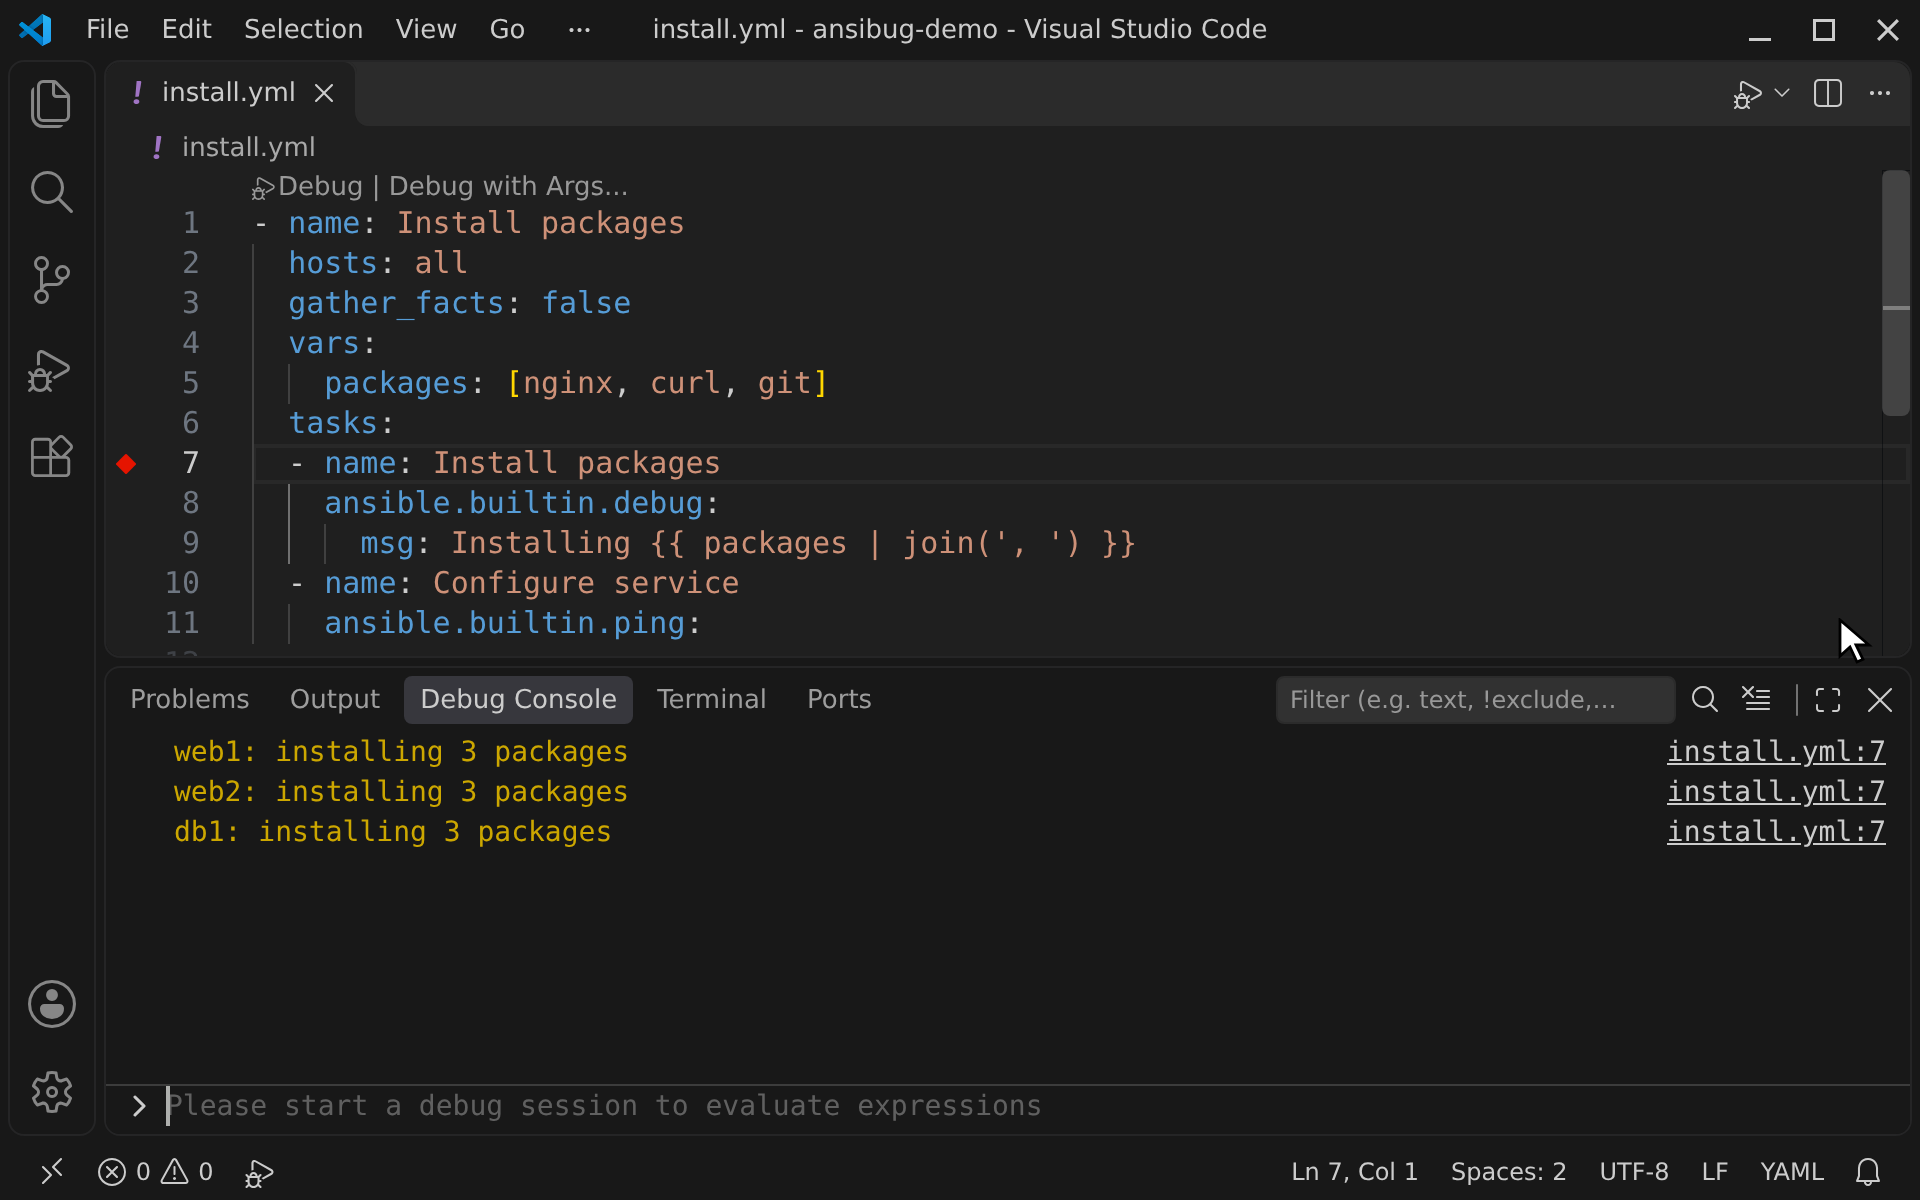 File Edit Selection View Go ··· install.yml - ansibug-demo - Visual Studio Code
! install.yml
! install.yml
Debug | Debug with Args...
1 - name: Install packages
2 hosts: all
3 gather_facts: false
4 vars:
5 packages: [nginx, curl, git]
6 tasks:
7 - name: Install packages
8 ansible.builtin.debug:
9 msg: Installing {{ packages | join(', ') }}
10 - name: Configure service
11 ansible.builtin.ping:
Problems Output Debug Console Terminal Ports Filter (e.g. text, !exclude,...
web1: installing 3 packages install.yml:7
web2: installing 3 packages install.yml:7
db1: installing 3 packages install.yml:7
Please start a debug session to evaluate expressions
0 0 Ln 7, Col 1 Spaces: 2 UTF-8 LF YAML